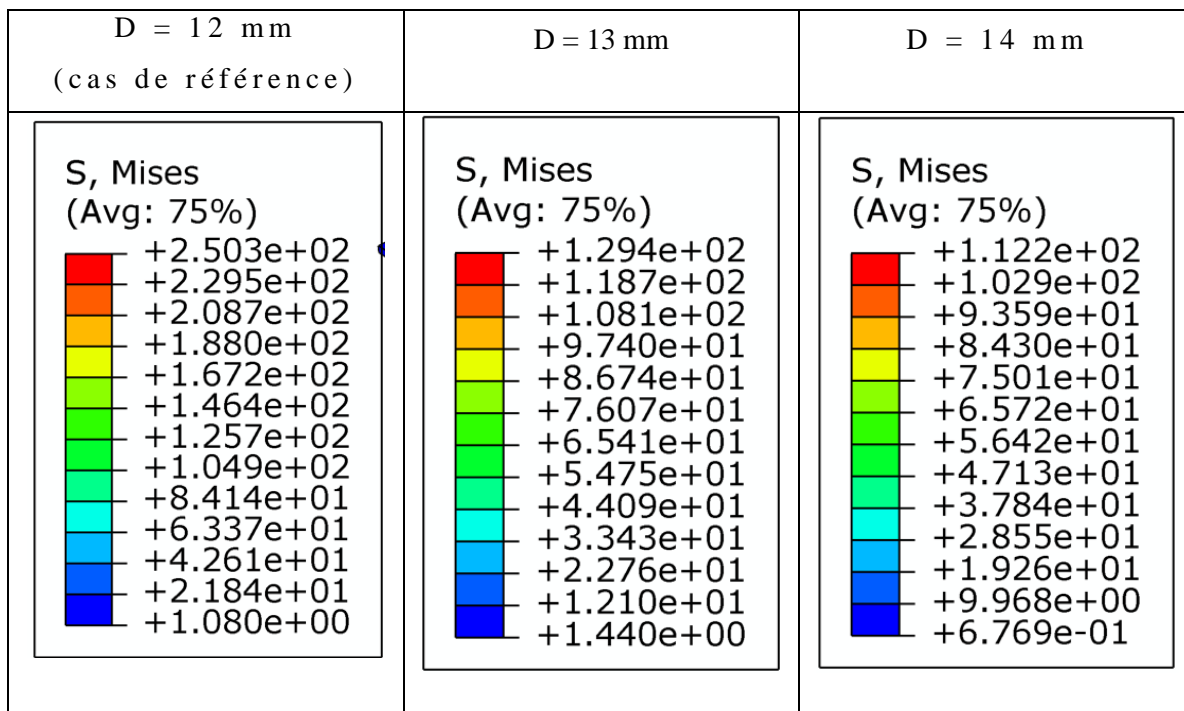 D = 12 mm
(cas de référence)
D = 13 mm
D = 14 mm
S, Mises
(Avg: 75%)
+2.503e+02
+2.295e+02
+2.087e+02
+1.880e+02
+1.672e+02
+1.464e+02
+1.257e+02
+1.049e+02
+8.414e+01
+6.337e+01
+4.261e+01
+2.184e+01
+1.080e+00
S, Mises
(Avg: 75%)
+1.294e+02
+1.187e+02
+1.081e+02
+9.740e+01
+8.674e+01
+7.607e+01
+6.541e+01
+5.475e+01
+4.409e+01
+3.343e+01
+2.276e+01
+1.210e+01
+1.440e+00
S, Mises
(Avg: 75%)
+1.122e+02
+1.029e+02
+9.359e+01
+8.430e+01
+7.501e+01
+6.572e+01
+5.642e+01
+4.713e+01
+3.784e+01
+2.855e+01
+1.926e+01
+9.968e+00
+6.769e-01